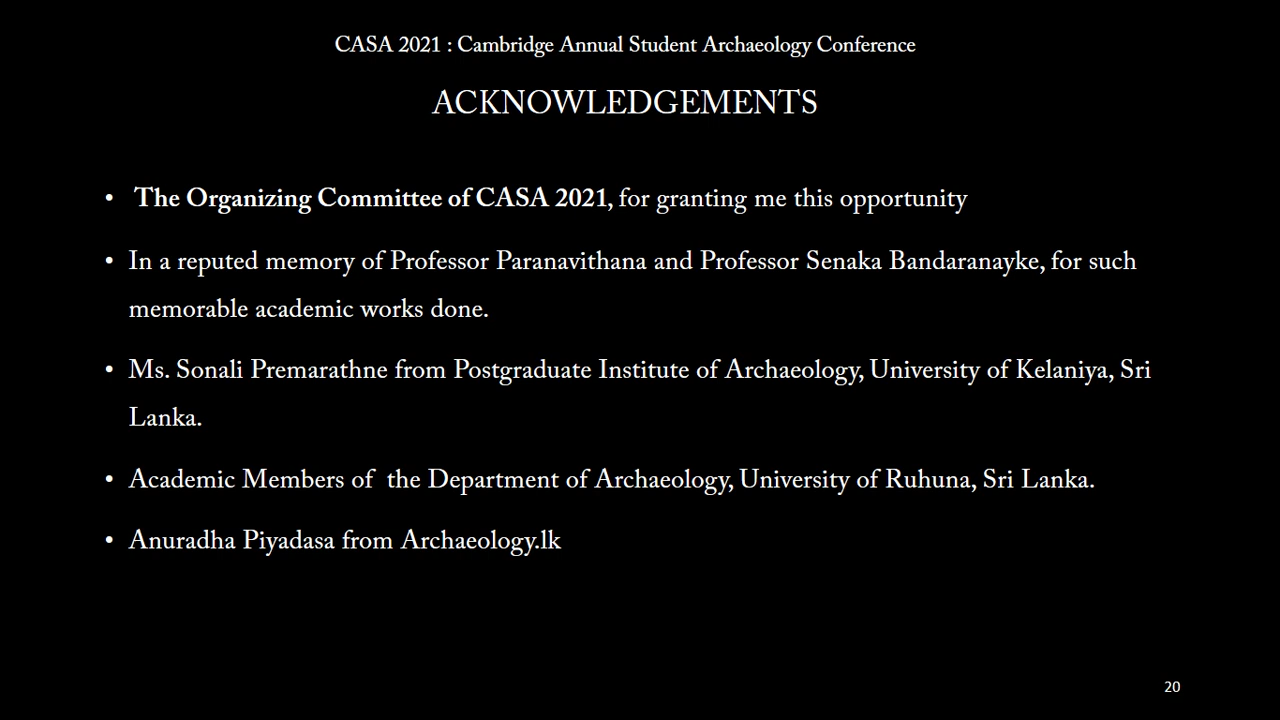 CASA 2021 : Cambridge Annual Student Archaeology Conference
ACKNOWLEDGEMENTS
• The Organizing Committee of CASA 2021, for granting me this opportunity
• In a reputed memory of Professor Paranavithana and Professor Senaka Bandaranayke, for such
memorable academic works done.
• Ms. Sonali Premarathne from Postgraduate Institute of Archaeology, University of Kelaniya, Sri
Lanka.
• Academic Members of the Department of Archaeology, University of Ruhuna, Sri Lanka.
• Anuradha Piyadasa from Archaeology.lk
20